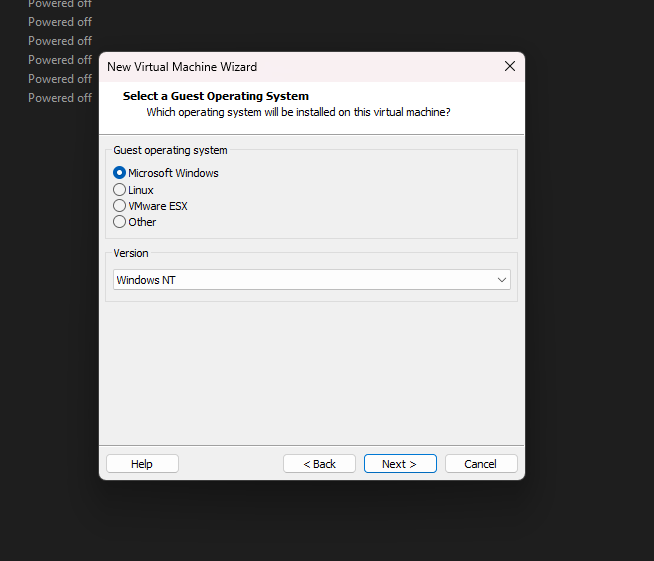 Powered off
Powered off
Powered off
Powered off
Powered off
Powered off
New Virtual Machine Wizard
Select a Guest Operating System
Which operating system will be installed on this virtual machine?
Guest operating system
Microsoft Windows
Linux
VMware ESX
Other
Version
Windows NT
Help
< Back
Next >
Cancel